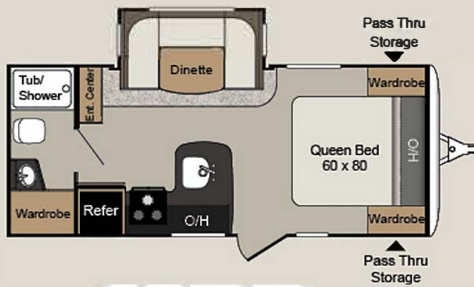 Pass Thru
Storage
Dinette
Tub/
Shower
Ent. Center
Wardrobe
Queen Bed
60 x 80
O/H
Wardrobe
Refer
O/H
Wardrobe
Pass Thru
Storage